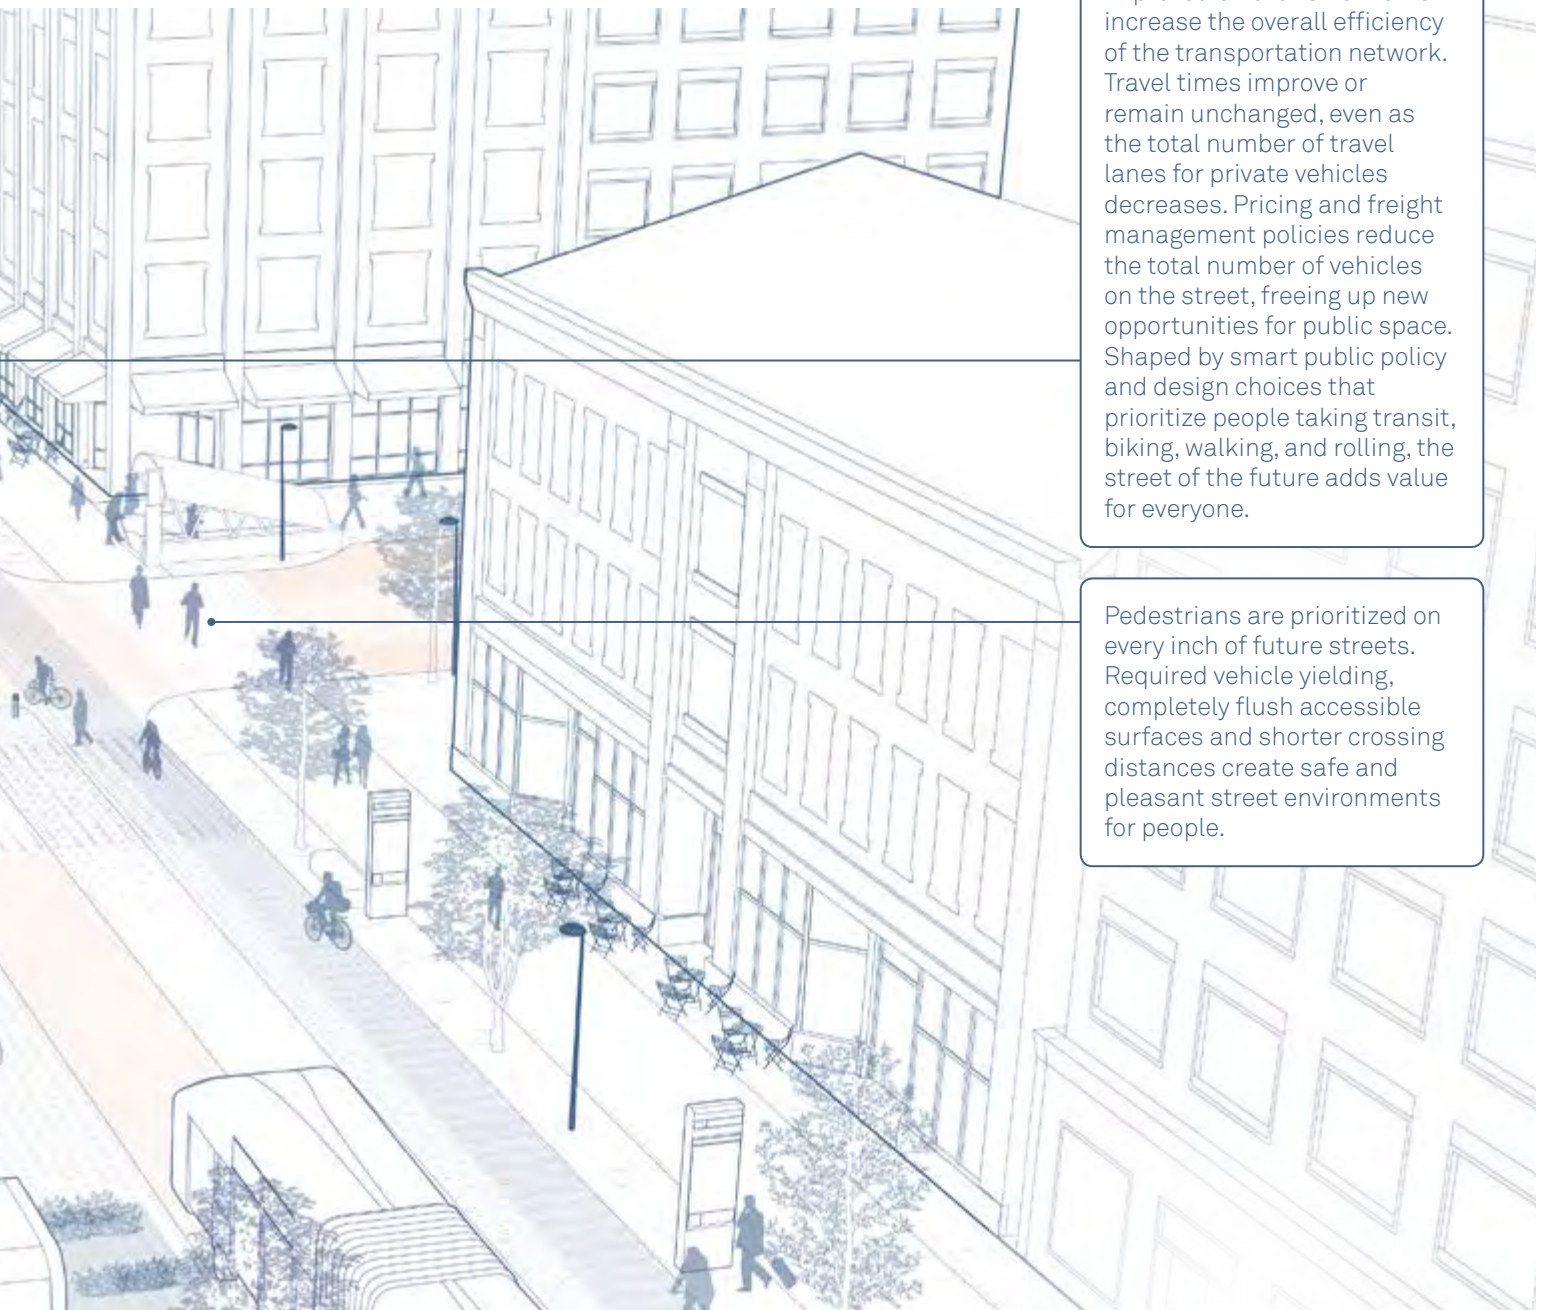 increase the overall efficiency
of the transportation network.
Travel times improve or
remain unchanged, even as
the total number of travel
lanes for private vehicles
decreases. Pricing and freight
management policies reduce
the total number of vehicles
on the street, freeing up new
opportunities for public space.
Shaped by smart public policy
and design choices that
prioritize people taking transit,
biking, walking, and rolling, the
street of the future adds value
for everyone.
Pedestrians are prioritized on
every inch of future streets.
Required vehicle yielding,
completely flush accessible
surfaces and shorter crossing
distances create safe and
pleasant street environments
for people.